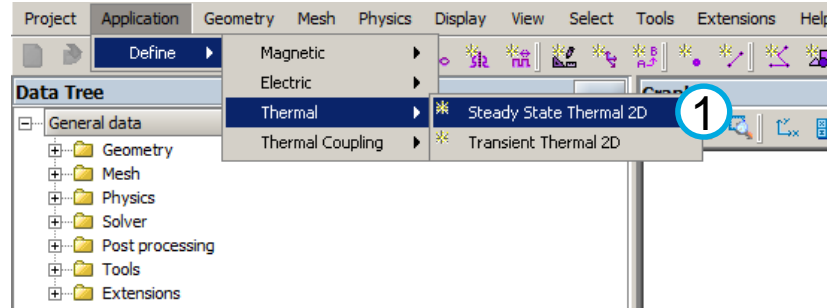 Project Application Geometry Mesh Physics Display View Select Tools Extensions Help
Define
Magnetic
Electric
Thermal
Thermal Coupling
Steady State Thermal 2D
Transient Thermal 2D
1
Data Tree
General data
Geometry
Mesh
Physics
Solver
Post processing
Tools
Extensions